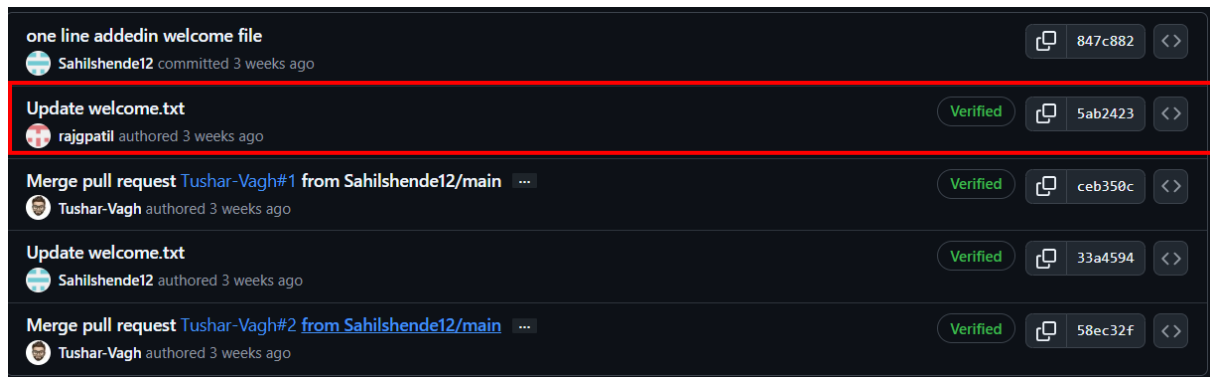 one line addedin welcome file
847c882
Sahilshende12 committed 3 weeks ago
Update welcome.txt
Verified
5ab2423
rajgpatil authored 3 weeks ago
Merge pull request Tushar-Vagh#1 from Sahilshende12/main ...
Verified
ceb350c
Tushar-Vagh authored 3 weeks ago
Update welcome.txt
Verified
33a4594
Sahilshende12 authored 3 weeks ago
Merge pull request Tushar-Vagh#2 from Sahilshende12/main ...
Verified
58ec32f
Tushar-Vagh authored 3 weeks ago